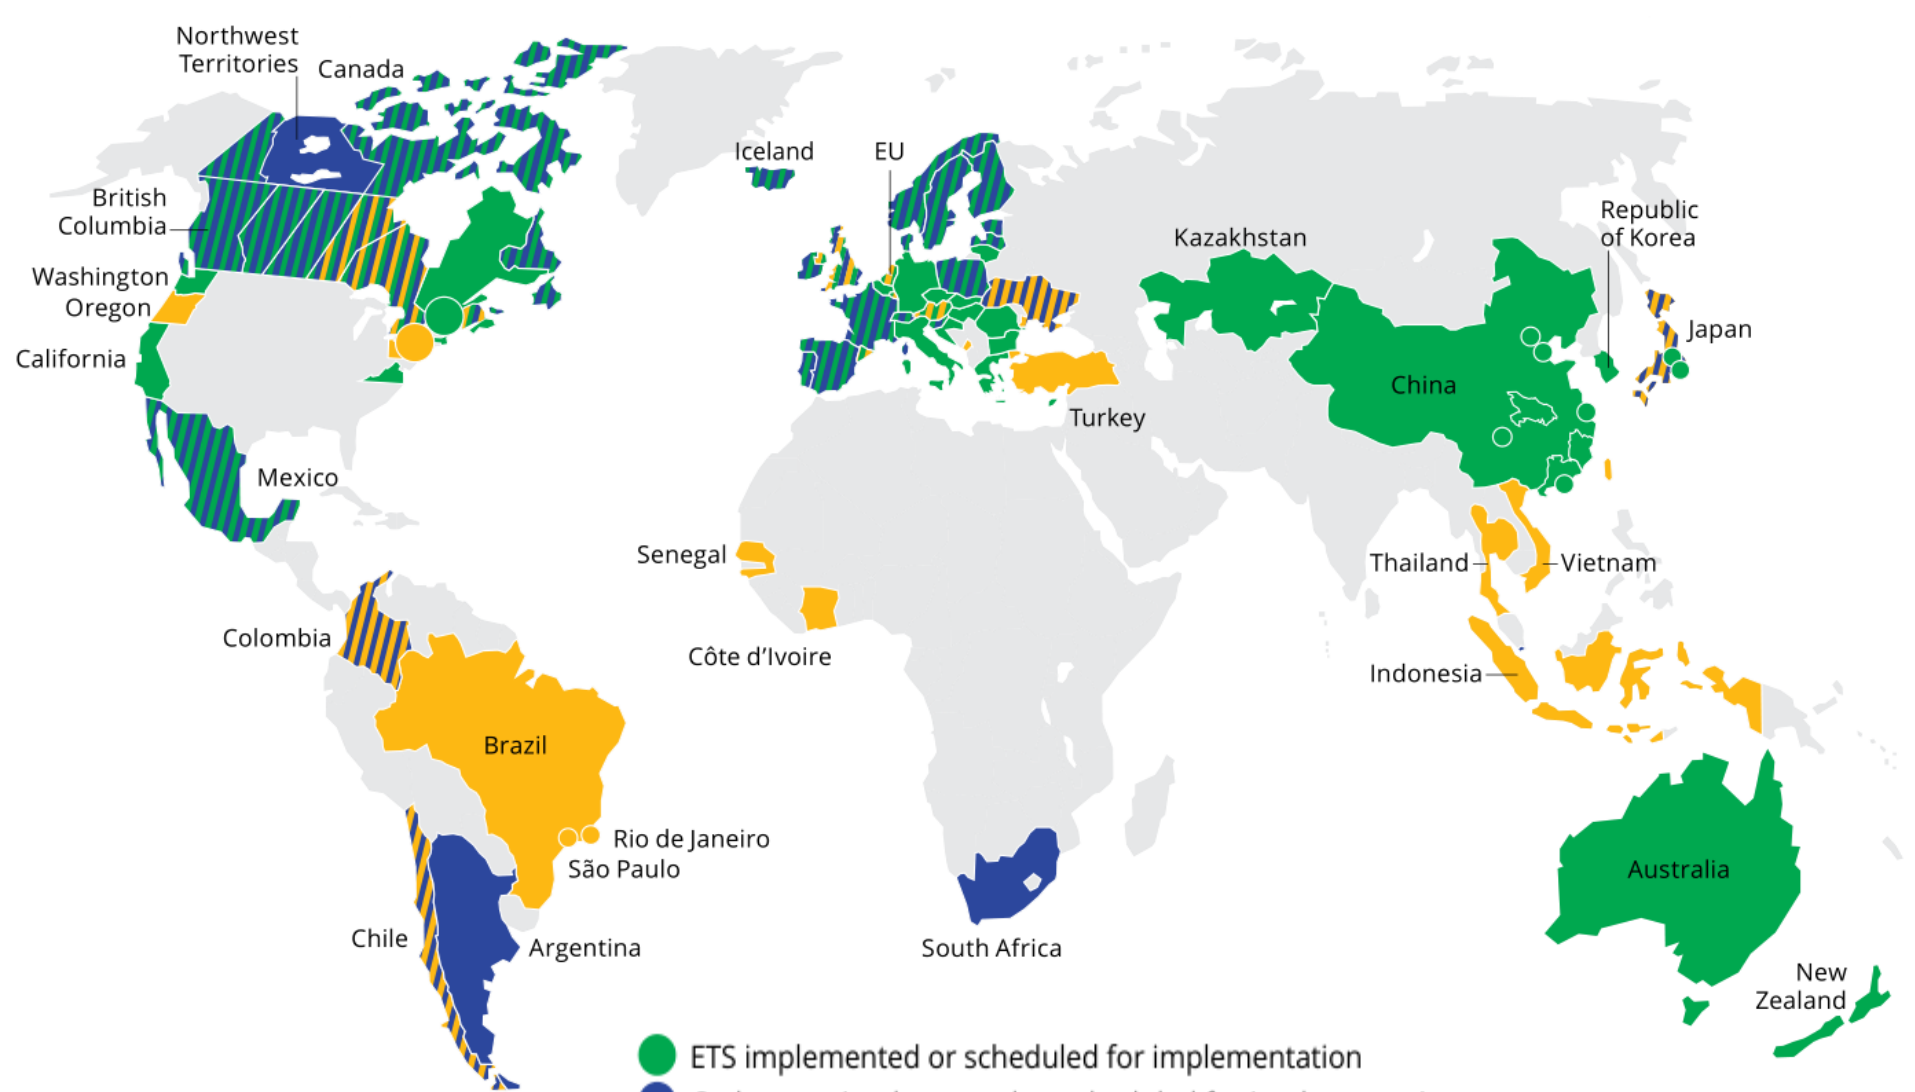 Northwest
Territories
Canada
Iceland
EU
British
Columbia
Republic
of Korea
Kazakhstan
Washington
Oregon
Japan
California
China
Turkey
Mexico
Senegal
Thailand
Vietnam
Colombia
Côte d’Ivoire
Indonesia
Brazil
Rio de Janeiro
São Paulo
Australia
Chile
Argentina
South Africa
New
Zealand
ETS implemented or scheduled for implementation